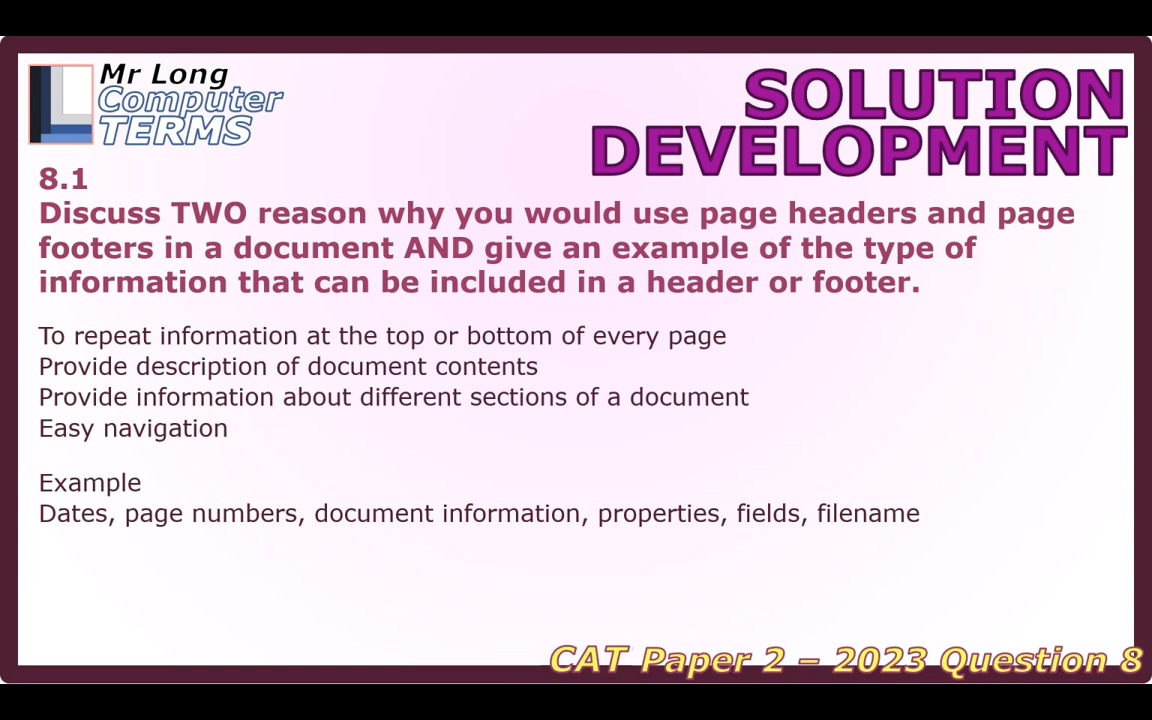 Mr Long
Computer
TERMS
SOLUTION
DEVELOPMENT
8.1
Discuss TWO reason why you would use page headers and page
footers in a document AND give an example of the type of
information that can be included in a header or footer.
To repeat information at the top or bottom of every page
Provide description of document contents
Provide information about different sections of a document
Easy navigation
Example
Dates, page numbers, document information, properties, fields, filename
CAT Paper 2 – 2023 Question 8